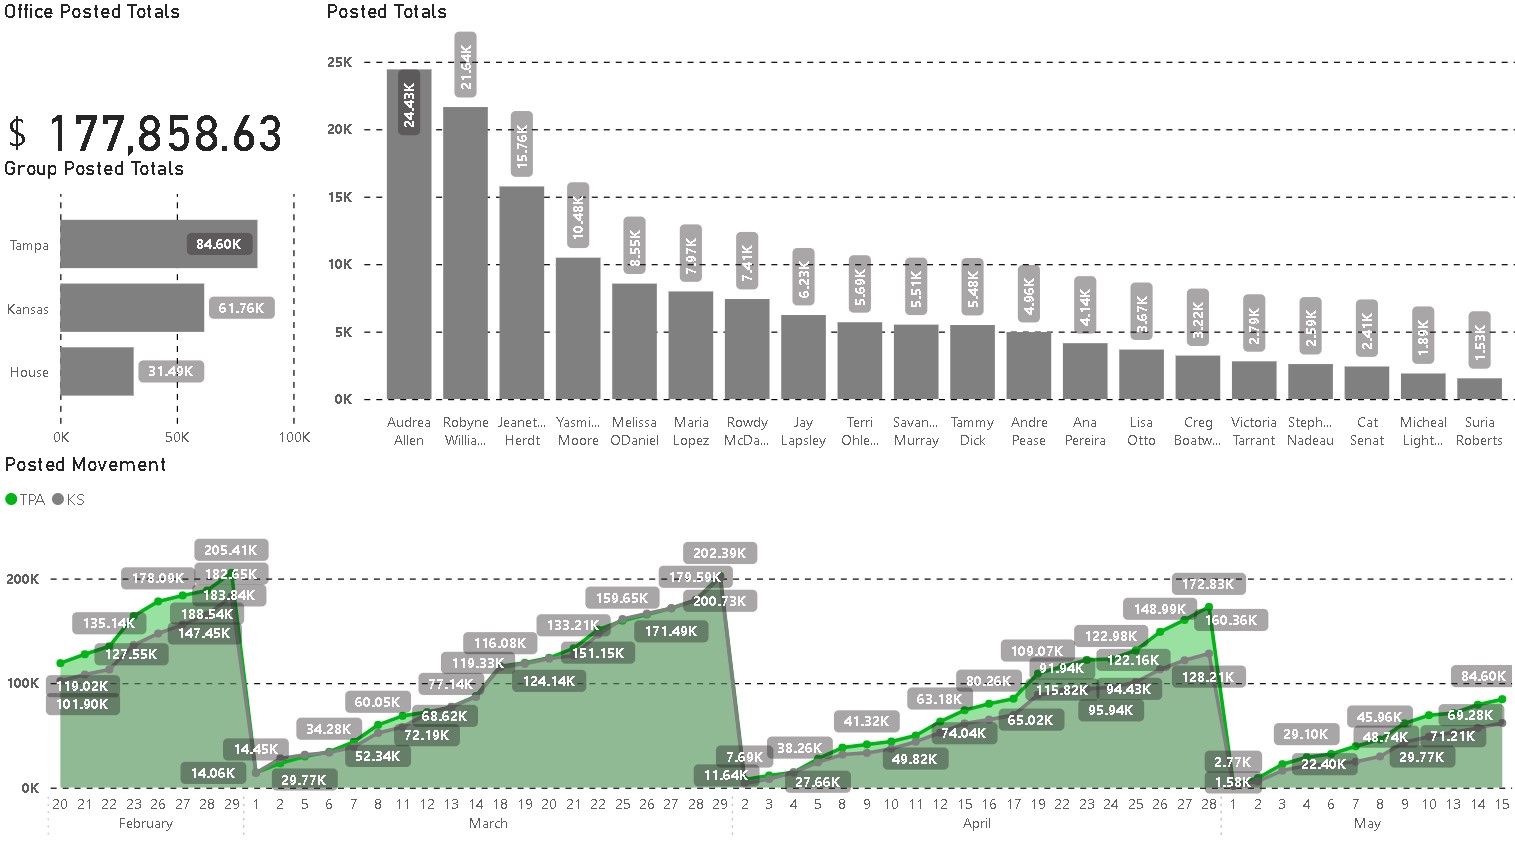 Office Posted Totals
$ 177,858.63
Group Posted Totals
Tampa 84.60K
Kansas 61.76K
House 31.49K
0K 50K 100K
Posted Totals
25K
20K
15K
10K
5K
0K
24.43K 21.64K 15.76K 10.48K 8.55K 7.97K 7.41K 6.23K 5.69K 5.51K 5.48K 4.96K 4.14K 3.67K 3.22K 2.79K 2.59K 2.41K 1.89K 1.53K
Audrea Robyne Jeanet... Yasmi... Melissa Maria Rowdy Jay Terri Savan... Tammy Andre Ana Lisa Creg Victoria Steph... Cat Micheal Suria
Allen Willia... Herdt Moore ODaniel Lopez McDa... Lapsley Ohle... Murray Dick Pease Pereira Otto Boatw... Tarrant Nadeau Senat Light... Roberts
Posted Movement
TPA KS
200K
100K
0K
119.02K
101.90K
135.14K
127.55K
178.09K
205.41K
182.65K
183.84K
188.54K
147.45K
14.45K
14.06K
34.28K
29.77K
60.05K
52.34K
77.14K
68.62K
72.19K
116.08K
119.33K
124.14K
133.21K
151.15K
159.65K
171.49K
202.39K
179.59K
200.73K
7.69K
11.64K
38.26K
27.66K
41.32K
49.82K
63.18K
74.04K
80.26K
65.02K
109.07K
91.94K
115.82K
122.98K
122.16K
94.43K
95.94K
148.99K
172.83K
160.36K
128.21K
2.77K
1.58K
29.10K
22.40K
45.96K
48.74K
29.77K
71.21K
84.60K
69.28K
20 21 22 23 26 27 28 29 1 2 5 6 7 8 11 12 13 14 18 19 20 21 22 25 26 27 28 29 2 3 4 5 8 9 10 11 12 15 16 17 19 22 23 24 25 26 27 28 1 2 3 4 6 7 8 9 10 13 14 15
February March April May